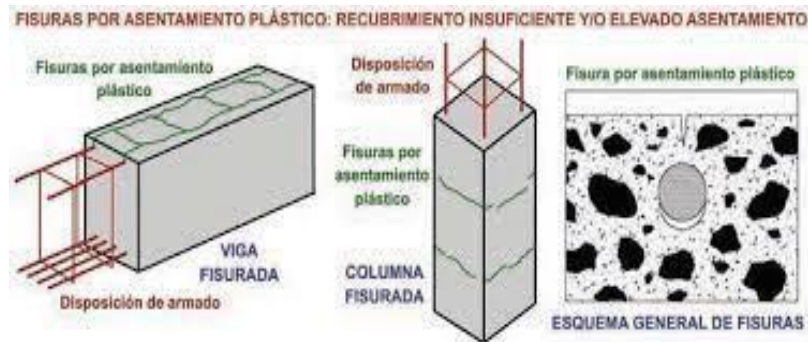 FISURAS POR ASENTAMIENTO PLÁSTICO: RECUBRIMIENTO INSUFICIENTE Y/O ELEVADO ASENTAMIENTO
Fisuras por asentamiento
plástico
VIGA
FISURADA
Disposición de armado
Disposición
de armado
Fisuras por
asentamiento
plástico
COLUMNA
FISURADA
Fisura por asentamiento plástico
ESQUEMA GENERAL DE FISURAS